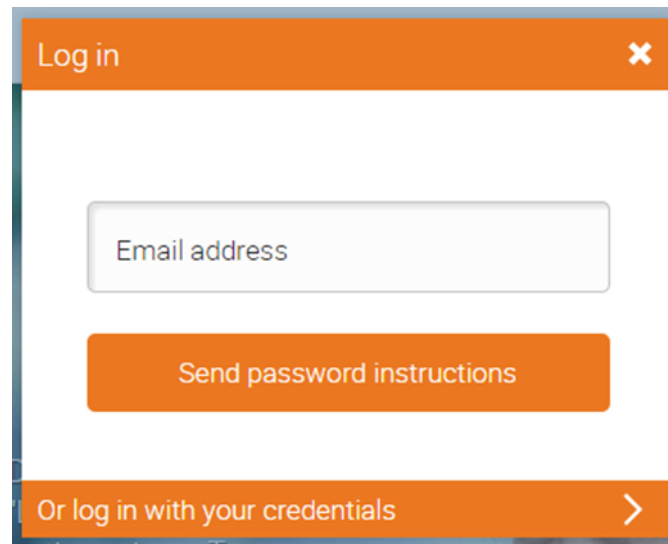 Log in
Email address
Send password instructions
Or log in with your credentials